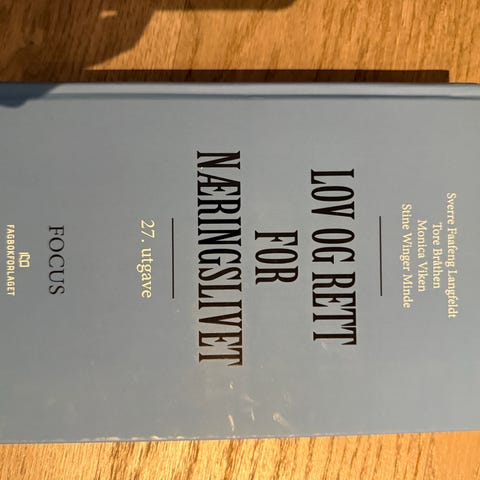 Sverre Faafeng Langfeldt
Tore Bråthen
Monica Viken
Stine Winger Minde
LOV OG RETT
FOR
NÆRINGSLIVET
27. utgave
FOCUS
FAGBOKFORLAGET